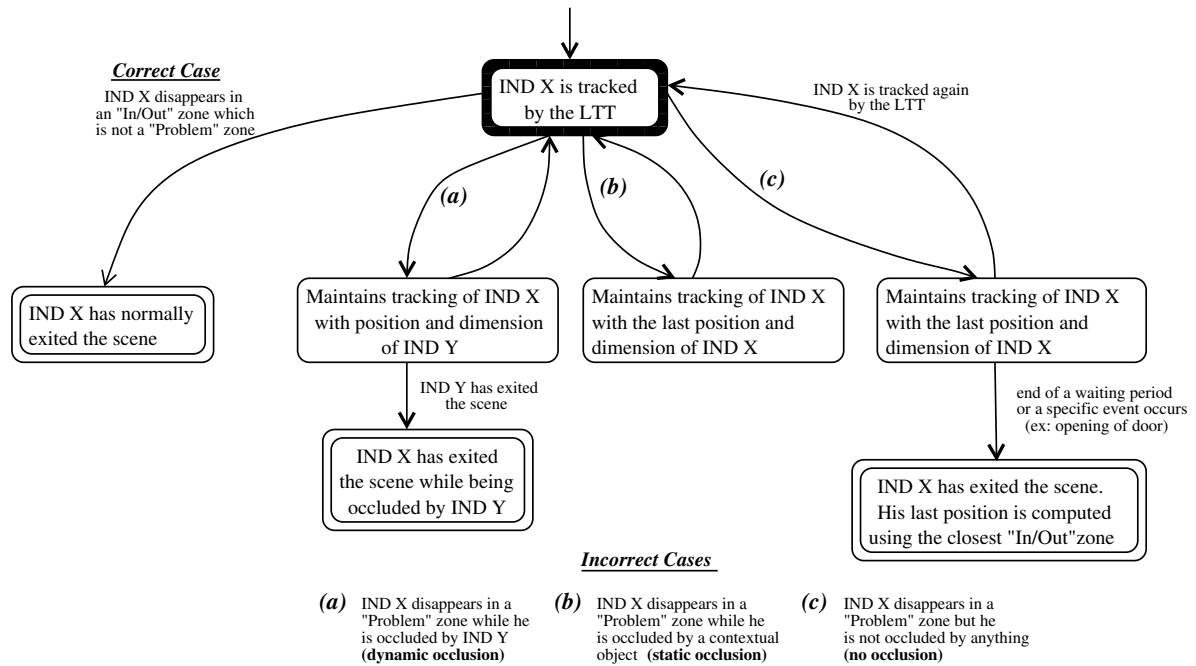 IND X is tracked
by the LTT
Correct Case
IND X disappears in
an "In/Out" zone which
is not a "Problem" zone
IND X is tracked again
by the LTT
(a)
(b)
(c)
IND X has normally
exited the scene
Maintains tracking of IND X
with position and dimension
of IND Y
Maintains tracking of IND X
with the last position and
dimension of IND X
Maintains tracking of IND X
with the last position and
dimension of IND X
IND Y has exited
the scene
end of a waiting period
or a specific event occurs
(ex: opening of door)
IND X has exited
the scene while being
occluded by IND Y
IND X has exited the scene.
His last position is computed
using the closest "In/Out"zone
Incorrect Cases
(a) IND X disappears in a
"Problem" zone while he
is occluded by IND Y
(dynamic occlusion)
(b) IND X disappears in a
"Problem" zone while he
is occluded by a contextual
object (static occlusion)
(c) IND X disappears in a
"Problem" zone but he
is not occluded by anything
(no occlusion)